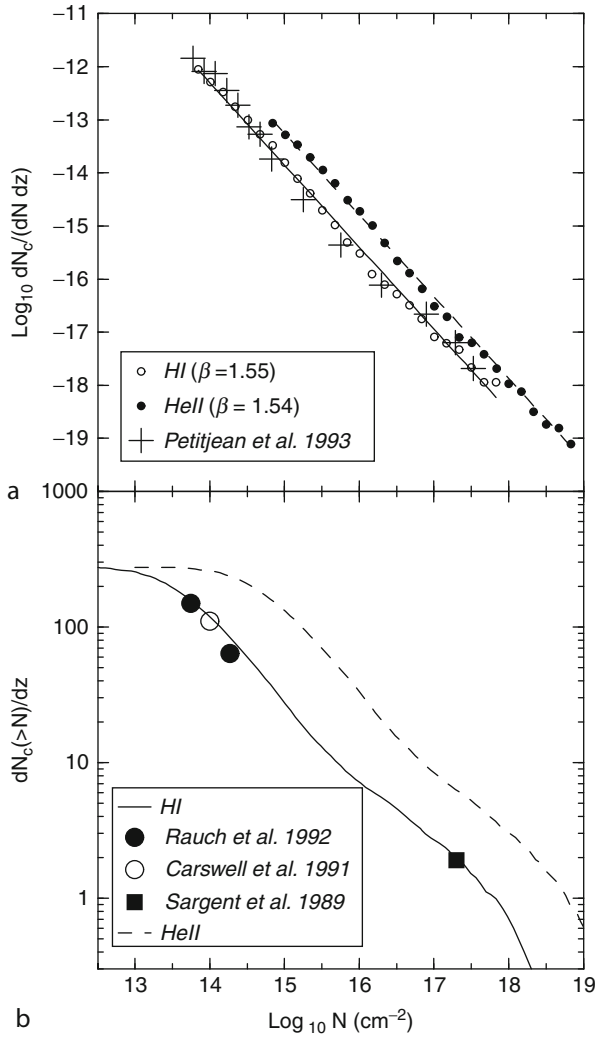 -11
-12
-13
-14
-15
-16
-17
-18
-19
Log10 dNc/(dN dz)
HI (β =1.55)
HeII (β = 1.54)
Petitjean et al. 1993
a
1000
100
10
1
dNc(>N)/dz
HI
Rauch et al. 1992
Carswell et al. 1991
Sargent et al. 1989
HeII
13 14 15 16 17 18 19
b
Log 10 N (cm−2)